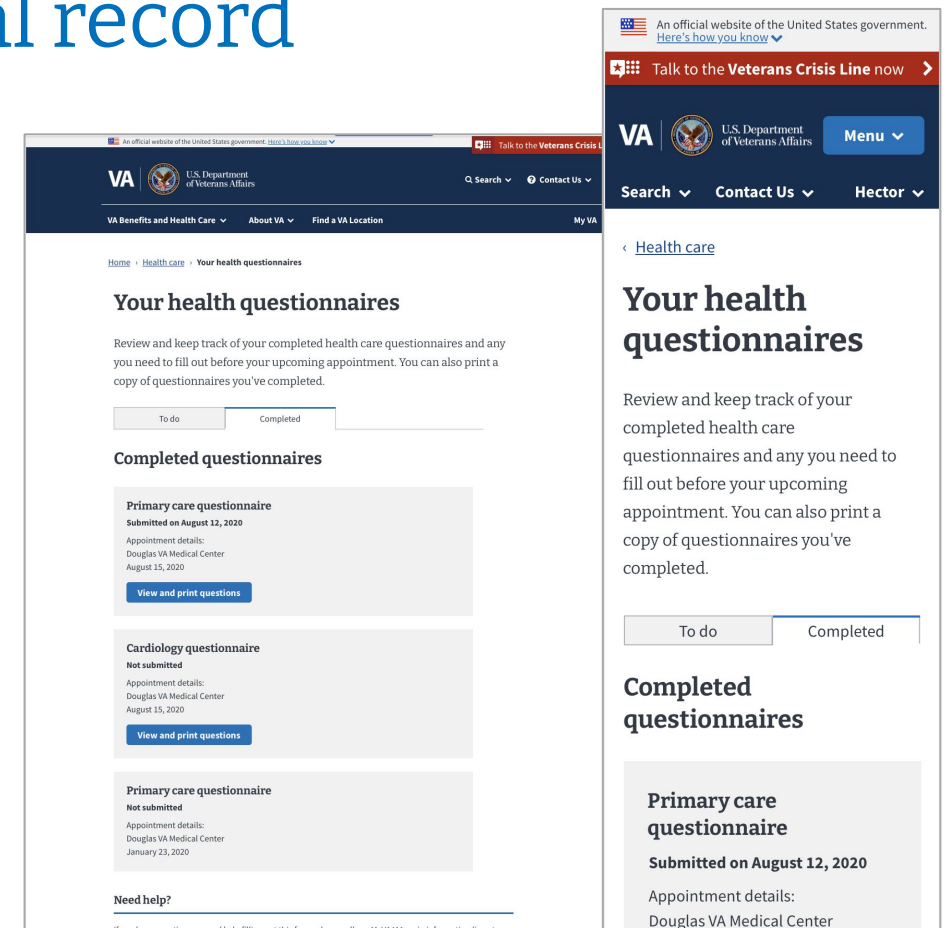 record
An official website of the United States government. Here's how you know
Talk to the Veterans Crisis
VA
U.S. Department
of Veterans Affairs
Search
Contact Us
VA Benefits and Health Care
About VA
Find a VA Location
My VA
Home › Health care › Your health questionnaires
Your health questionnaires
Review and keep track of your completed health care questionnaires and any
you need to fill out before your upcoming appointment. You can also print a
copy of questionnaires you've completed.
To do
Completed
Completed questionnaires
Primary care questionnaire
Submitted on August 12, 2020
Appointment details:
Douglas VA Medical Center
August 15, 2020
View and print questions
Cardiology questionnaire
Not submitted
Appointment details:
Douglas VA Medical Center
August 15, 2020
View and print questions
Primary care questionnaire
Not submitted
Appointment details:
Douglas VA Medical Center
January 23, 2020
Need help?
An official website of the United States government.
Here's how you know
Talk to the Veterans Crisis Line now
VA
U.S. Department
of Veterans Affairs
Menu
Search
Contact Us
Hector
‹ Health care
Your health
questionnaires
Review and keep track of your
completed health care
questionnaires and any you need to
fill out before your upcoming
appointment. You can also print a
copy of questionnaires you've
completed.
To do
Completed
Completed
questionnaires
Primary care
questionnaire
Submitted on August 12, 2020
Appointment details:
Douglas VA Medical Center